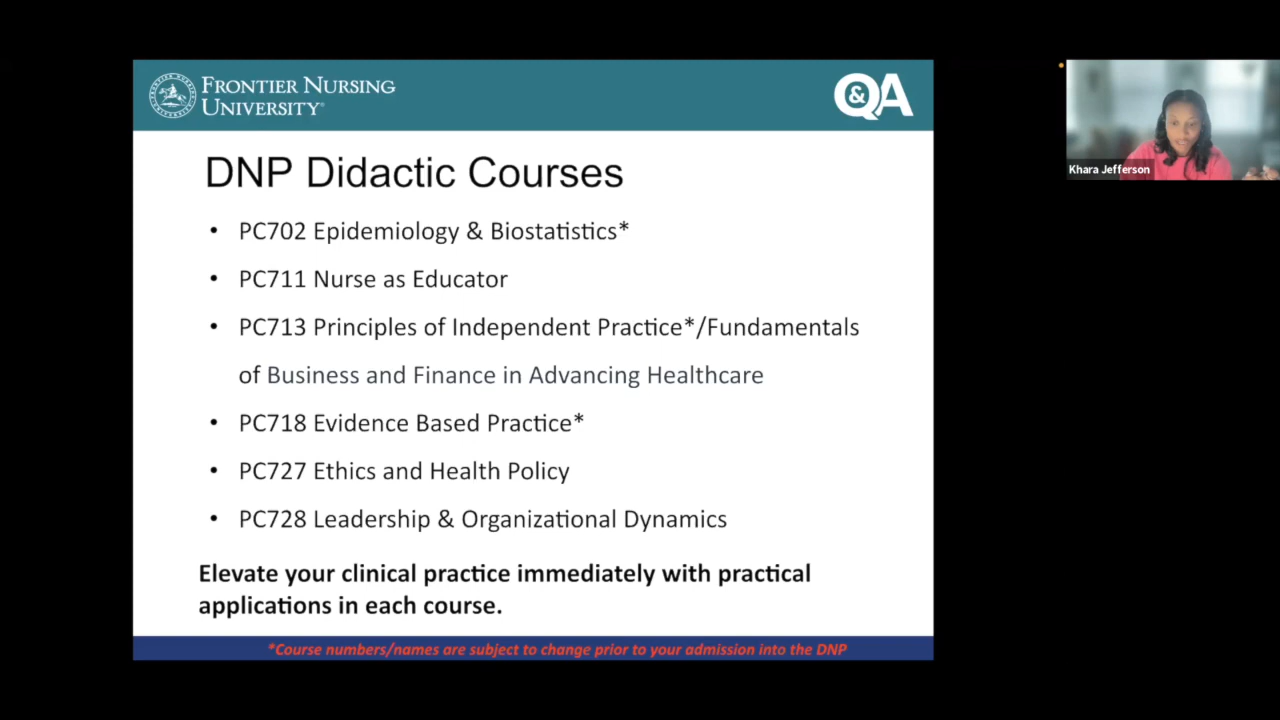 FRONTIER NURSING
UNIVERSITY®
Q&A
DNP Didactic Courses
• PC702 Epidemiology & Biostatistics*
• PC711 Nurse as Educator
• PC713 Principles of Independent Practice*/Fundamentals
of Business and Finance in Advancing Healthcare
• PC718 Evidence Based Practice*
• PC727 Ethics and Health Policy
• PC728 Leadership & Organizational Dynamics
Elevate your clinical practice immediately with practical
applications in each course.
*Course numbers/names are subject to change prior to your admission into the DNP
Khara Jefferson